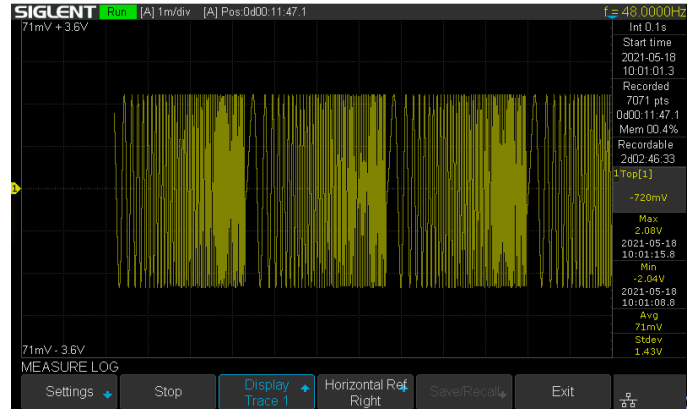 SIGLENT Run [A] 1m/div [A] Pos:0d00:11:47.1 f = 48.0000Hz
71mV + 3.6V
Int 0.1s
Start time
2021-05-18
10:01:01.3
Recorded
7071 pts
0d00:11:47.1
Mem 00.4%
Recordable
2d02:46:33
1 Top[1]
1
-720mV
Max
2.08V
2021-05-18
10:01:15.8
Min
-2.04V
2021-05-18
10:01:08.8
Avg
71mV
Stdev
1.43V
71mV - 3.6V
MEASURE LOG
Settings Stop Display Horizontal Ref Save/Recall Exit
Trace 1 Right